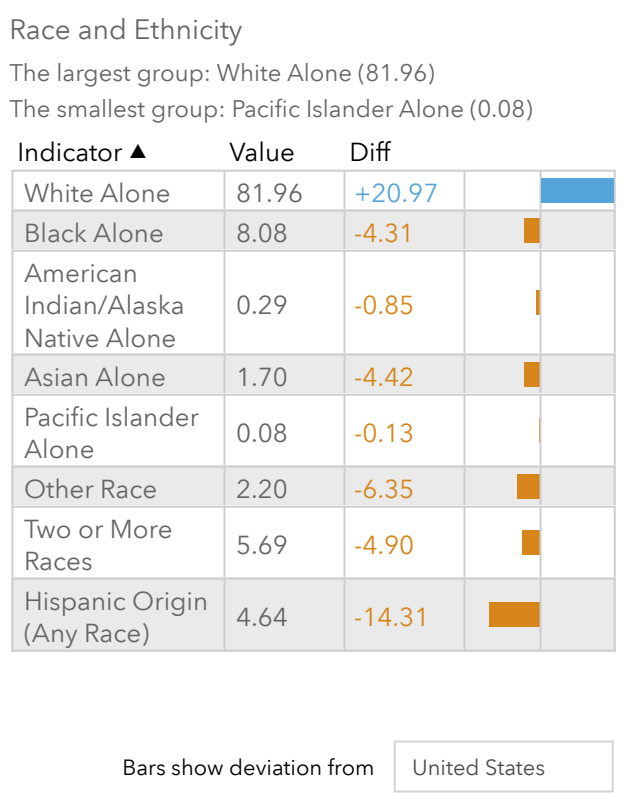 Race and Ethnicity
The largest group: White Alone (81.96)
The smallest group: Pacific Islander Alone (0.08)
Indicator ▲ Value Diff
White Alone 81.96 +20.97
Black Alone 8.08 -4.31
American
Indian/Alaska 0.29 -0.85
Native Alone
Asian Alone 1.70 -4.42
Pacific Islander
Alone 0.08 -0.13
Other Race 2.20 -6.35
Two or More
Races 5.69 -4.90
Hispanic Origin
(Any Race) 4.64 -14.31
Bars show deviation from United States